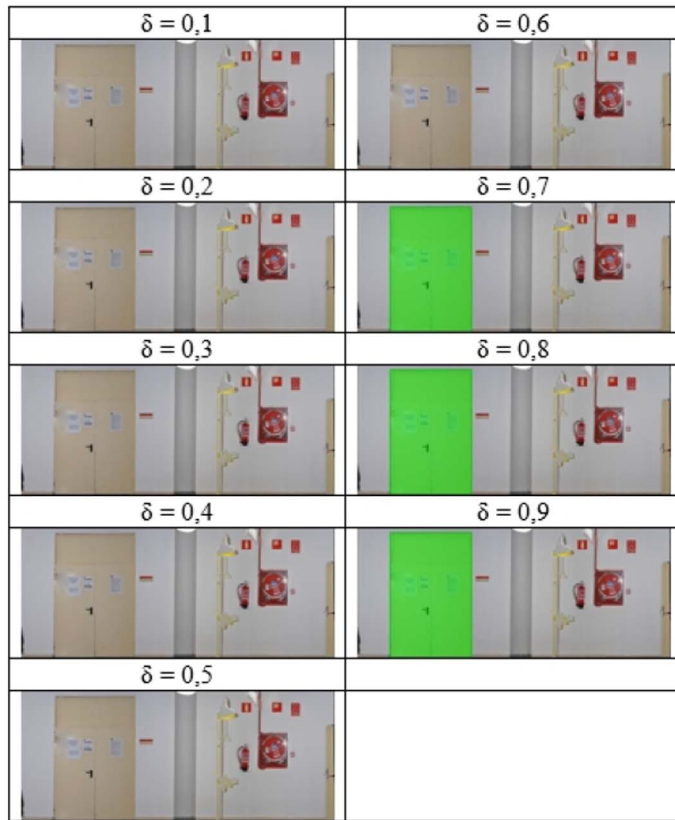 δ = 0,1
δ = 0,6
δ = 0,2
δ = 0,7
δ = 0,3
δ = 0,8
δ = 0,4
δ = 0,9
δ = 0,5